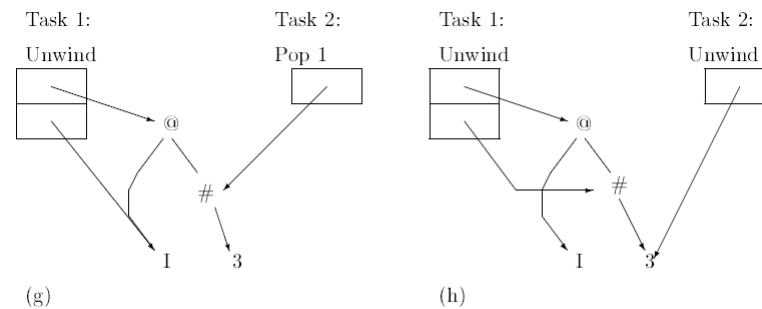 Task 1: Task 2:
Unwind Pop 1
@
#
I 3
(g)
Task 1: Task 2:
Unwind Unwind
@
#
I 3
(h)